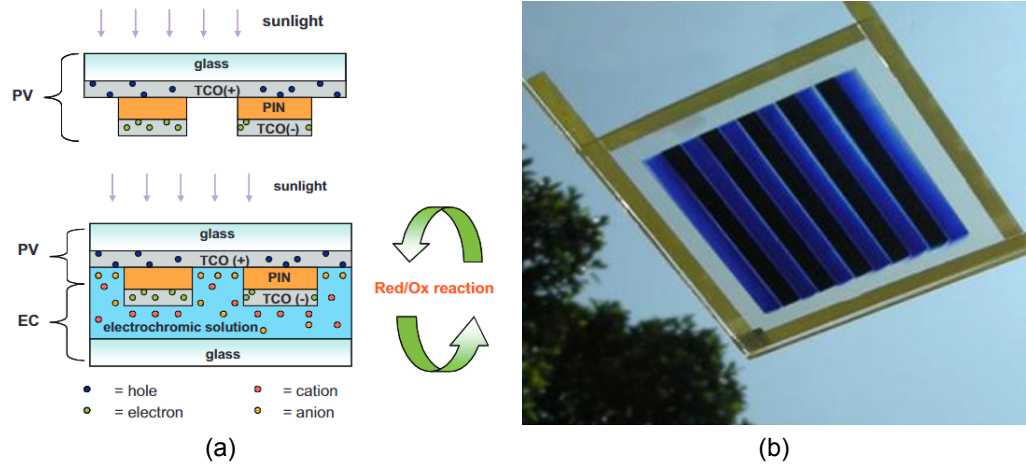 sunlight
glass
TCO(+)
PV
PIN
TCO(-)
sunlight
glass
PV
TCO (+)
PIN
TCO (-)
Red/Ox reaction
EC
electrochromic solution
glass
= hole
= cation
= electron
= anion
(a)
(b)